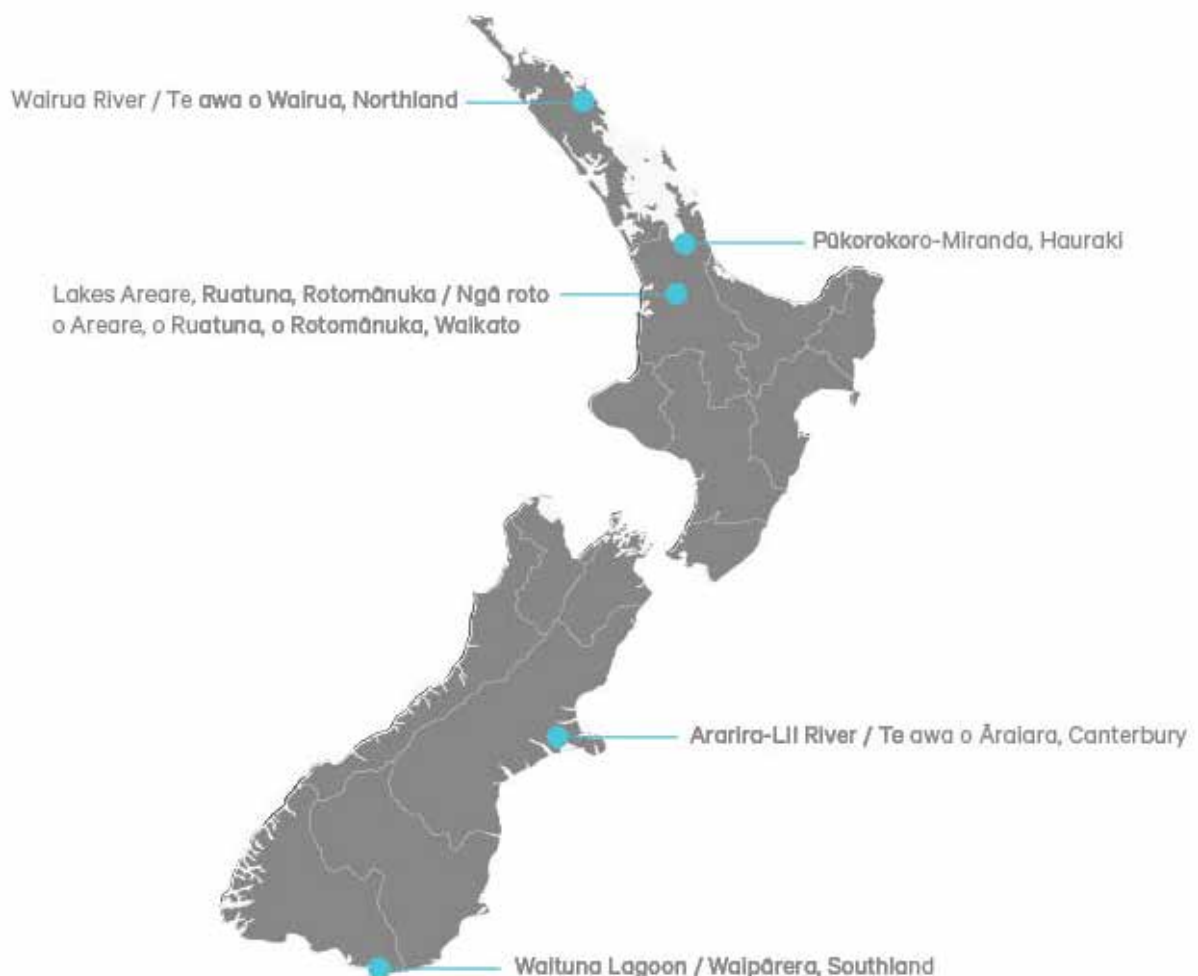 Wairua River / Te awa o Wairua, Northland
Pūkorokoro-Miranda, Hauraki
Lakes Areare, Ruatuna, Rotomānuka / Ngā roto
o Areare, o Ruatuna, o Rotomānuka, Waikato
Ararira-LII River / Te awa o Āraiara, Canterbury
Waituna Lagoon / Waipārera, Southland